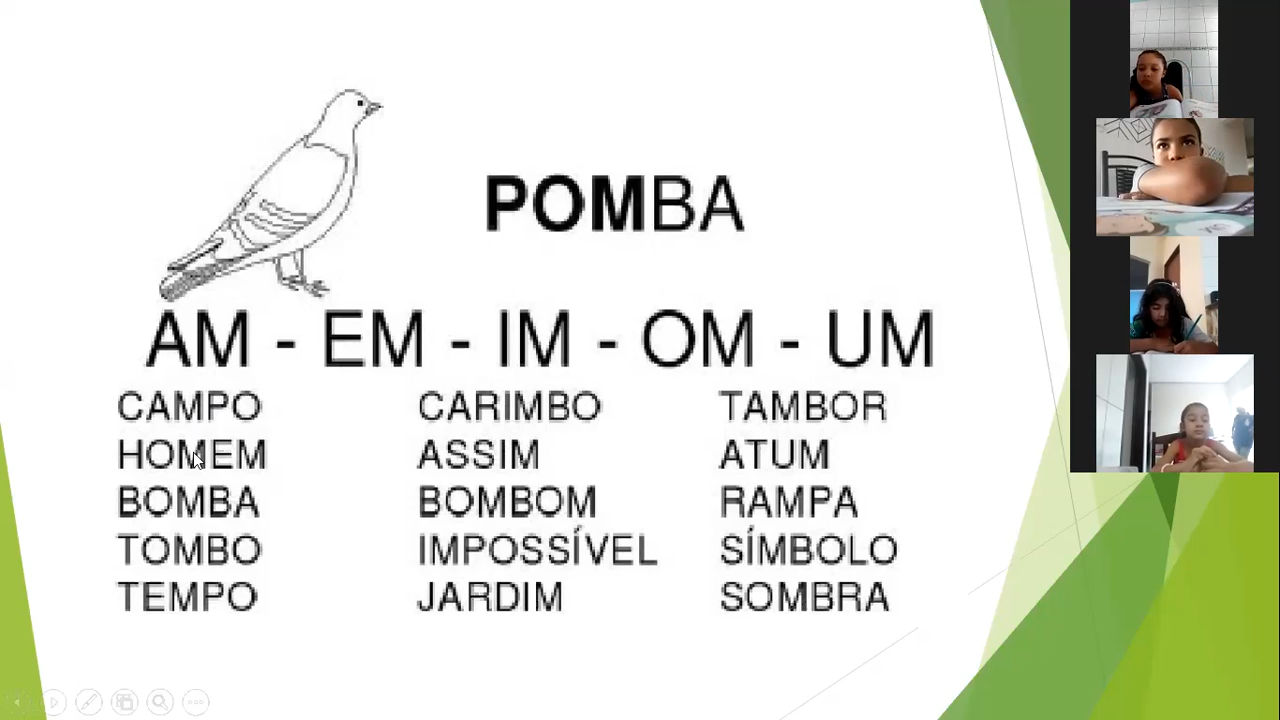 POMBA
AM - EM - IM - OM - UM
CAMPO CARIMBO TAMBOR
HOMEM ASSIM ATUM
BOMBA BOMBOM RAMPA
TOMBO IMPOSSÍVEL SÍMBOLO
TEMPO JARDIM SOMBRA